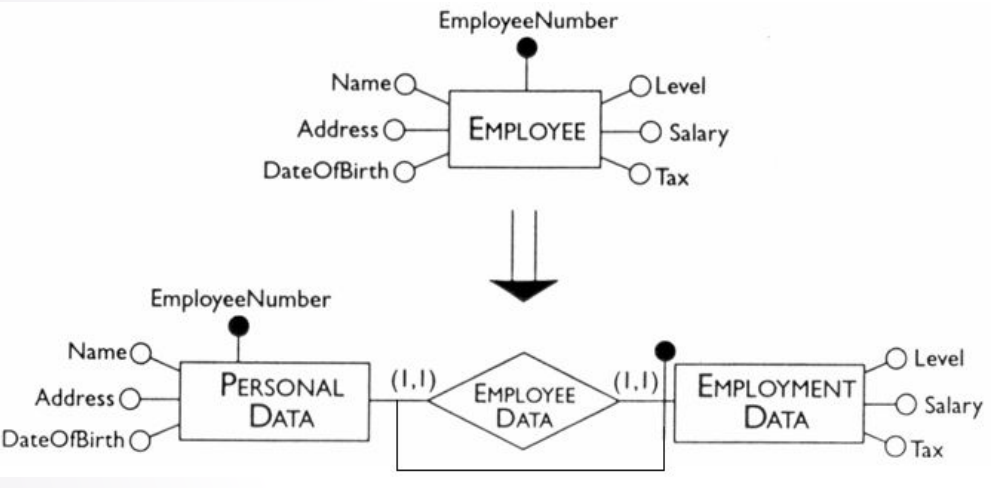 EmployeeNumber
Name
Level
Address
EMPLOYEE
Salary
DateOfBirth
Tax
EmployeeNumber
Name
Level
PERSONAL
DATA
(1,1)
EMPLOYEE
DATA
(1,1)
EMPLOYMENT
DATA
Address
Salary
DateOfBirth
Tax